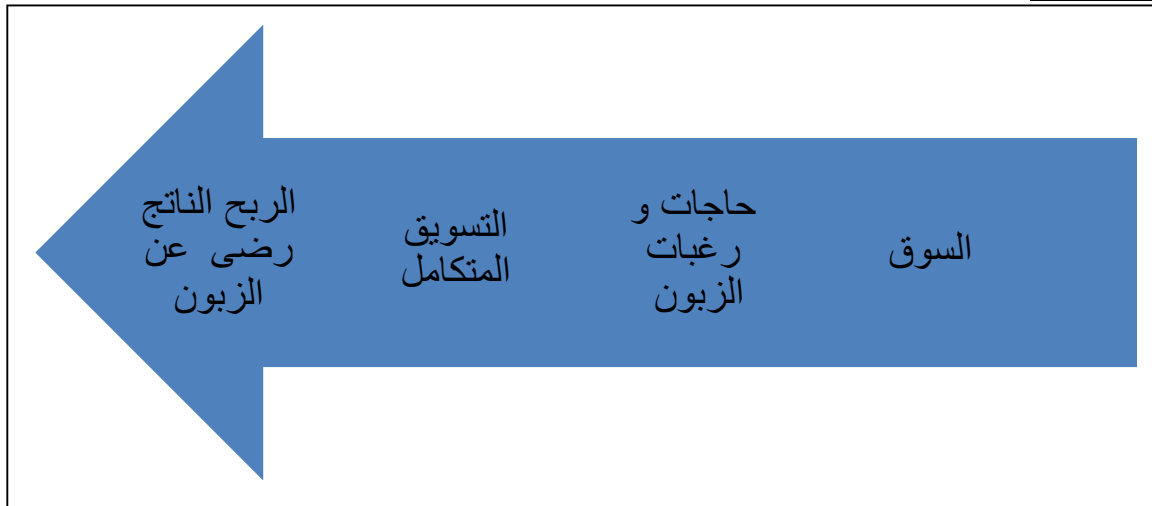 السوق
حاجات و
رغبات
الزبون
التسويق
المتكامل
الربح الناتج
رضى عن
الزبون